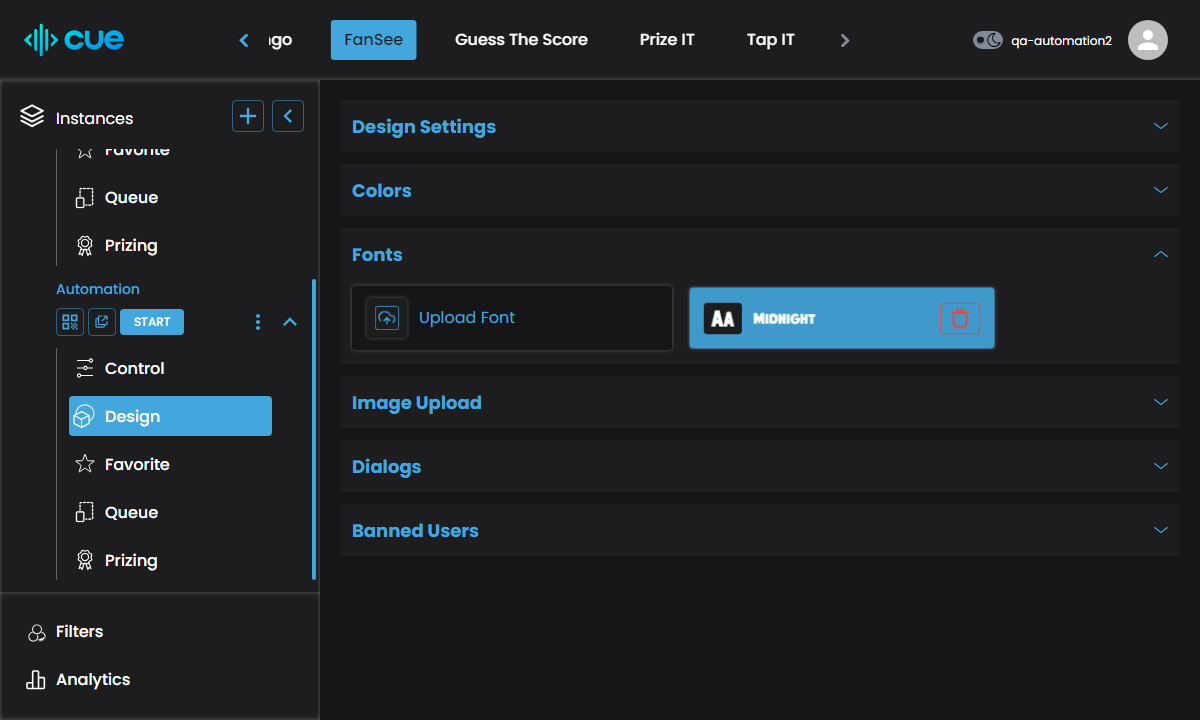 cue
FanSee
Guess The Score
Prize IT
Tap IT
qa-automation2
Instances
Favorite
Queue
Prizing
Automation
START
Control
Design
Favorite
Queue
Prizing
Filters
Analytics
Design Settings
Colors
Fonts
Upload Font
AA
MIDNIGHT
Image Upload
Dialogs
Banned Users